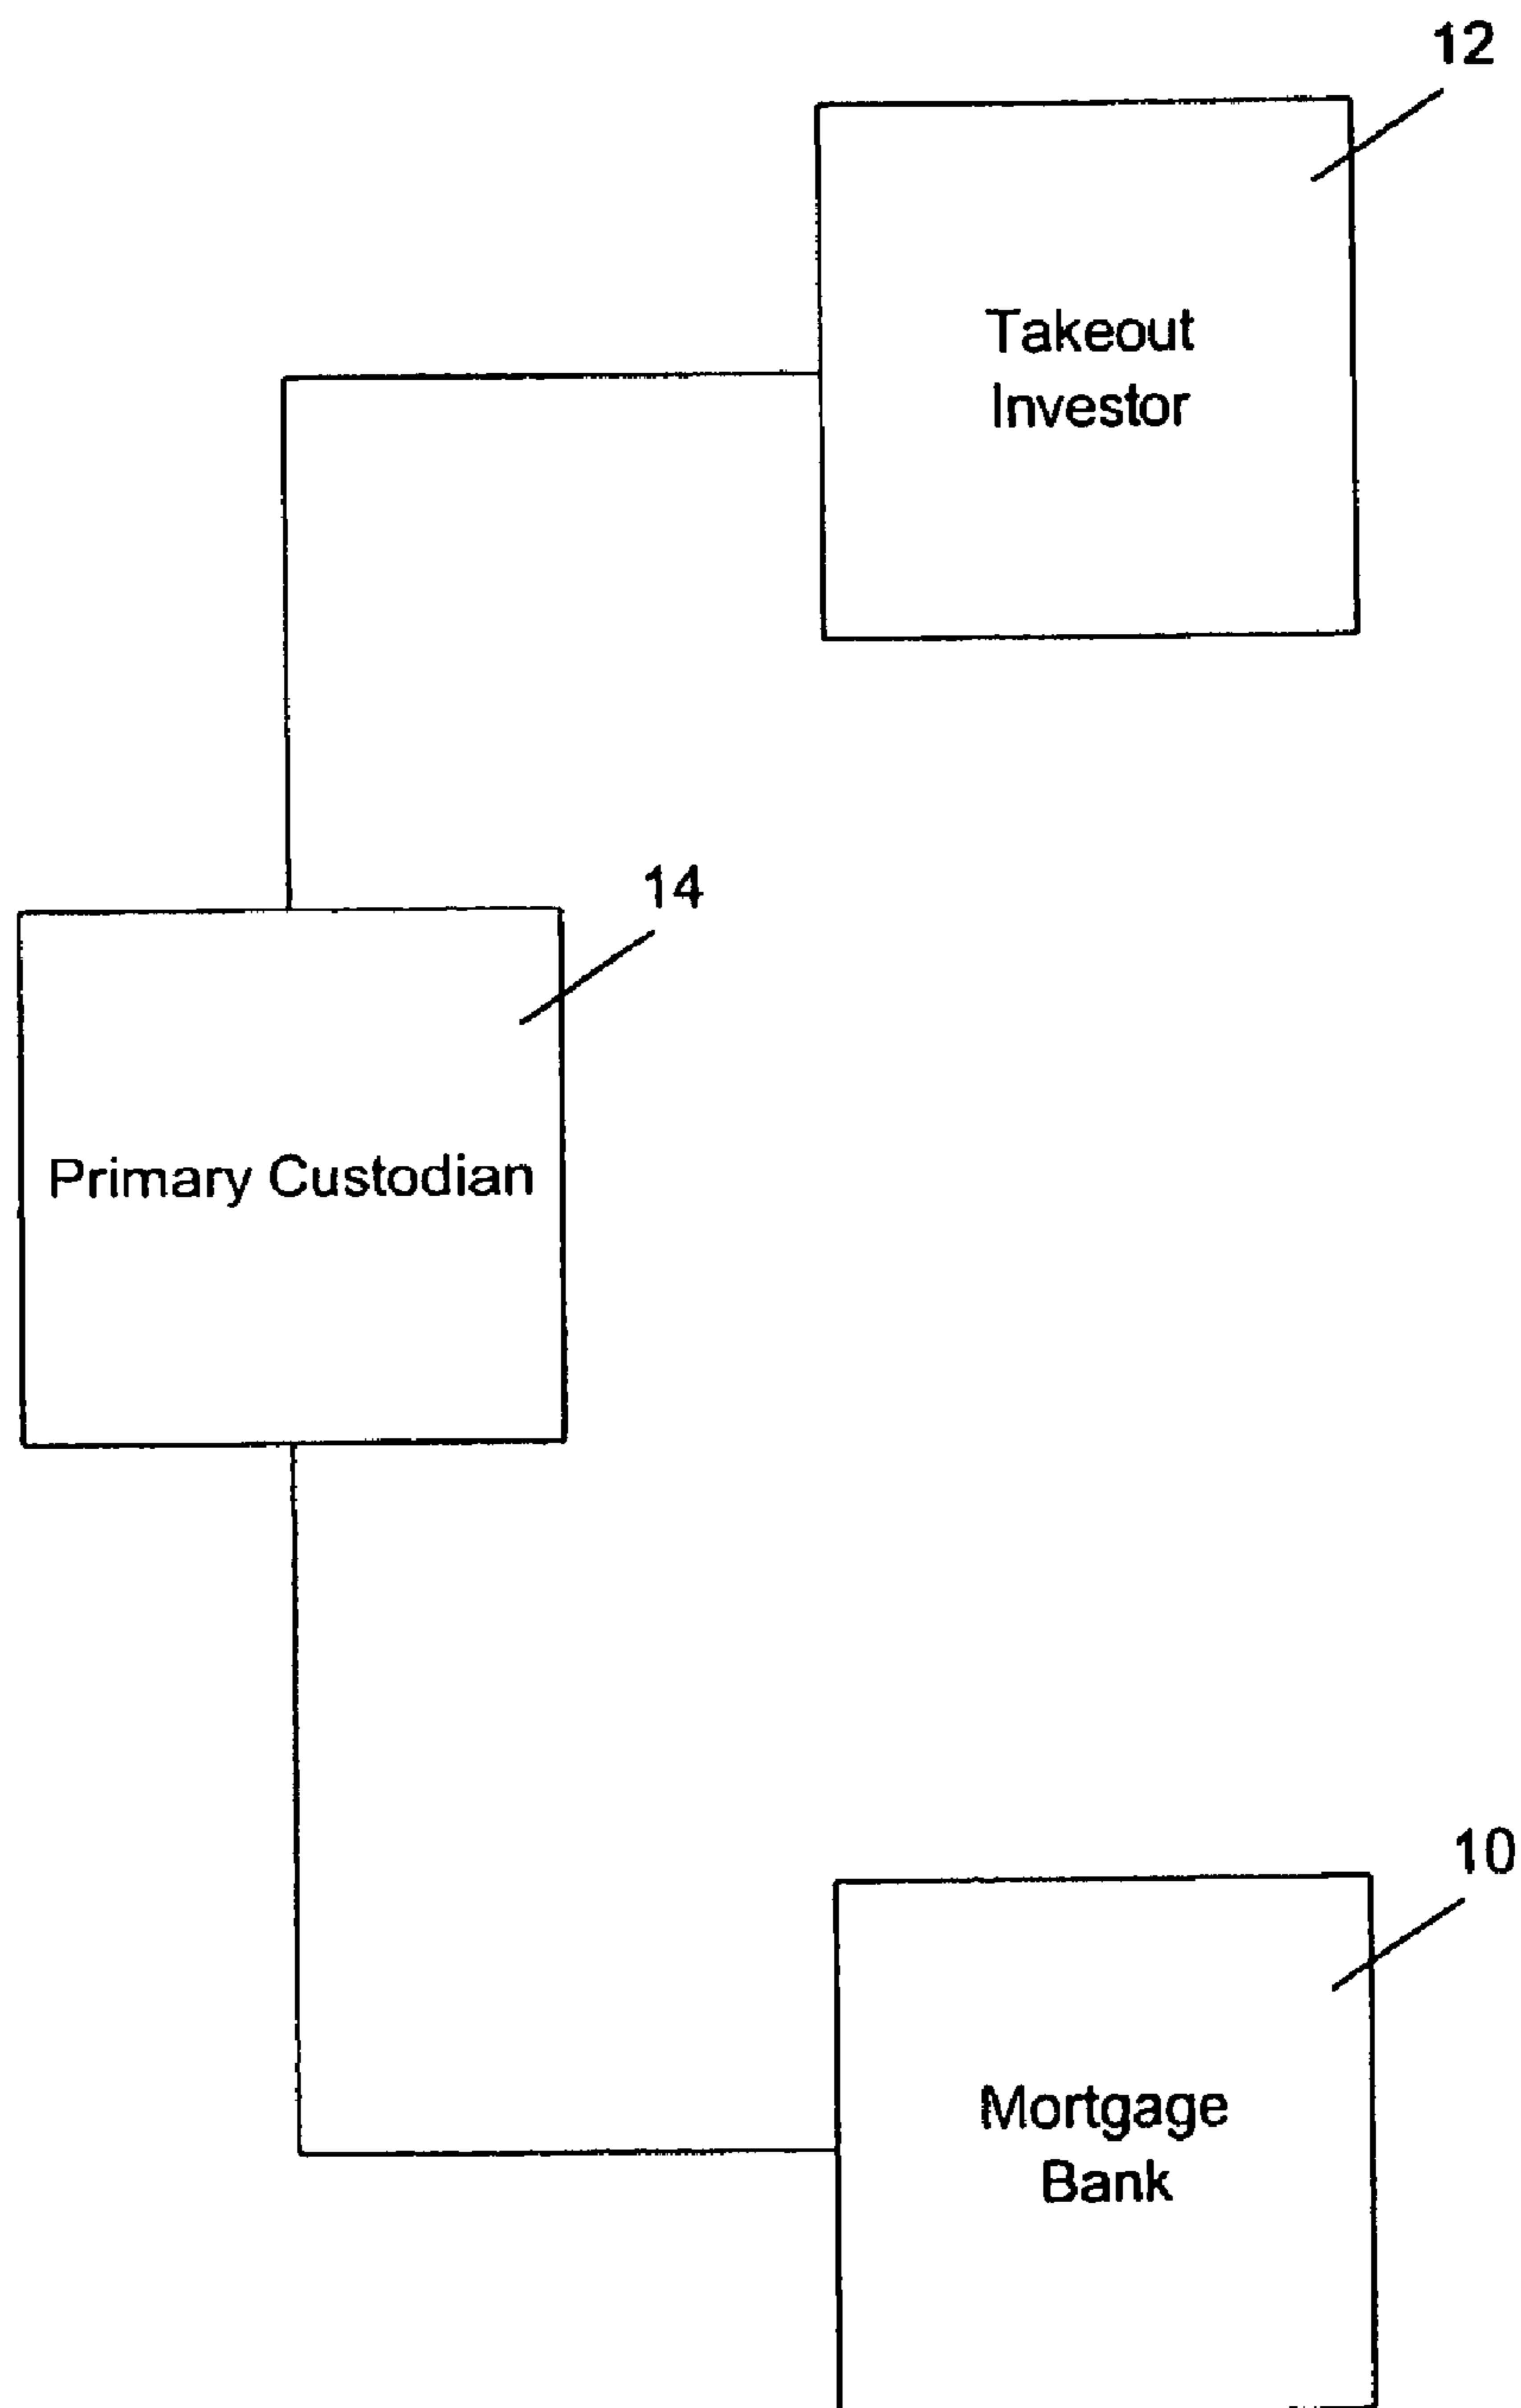 12
Takeout
Investor
14
Primary Custodian
10
Mortgage
Bank